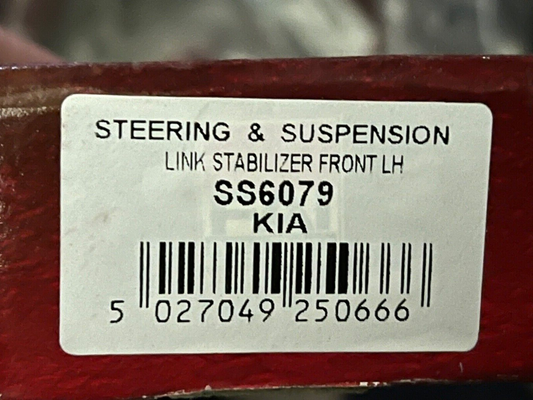 STEERING & SUSPENSION
LINK STABILIZER FRONT LH
SS6079
KIA
5 027049 250666